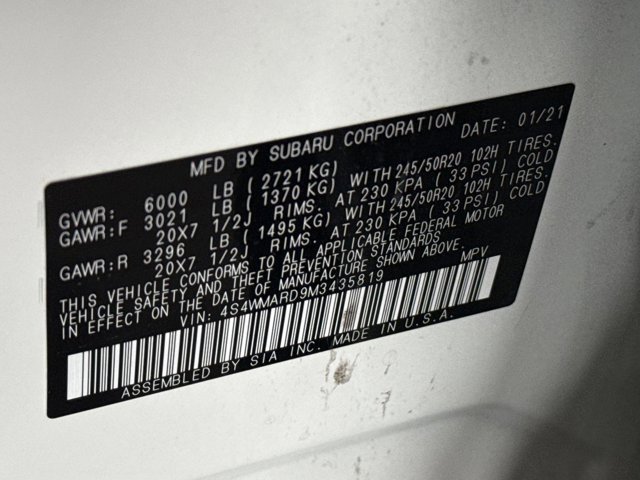 MFD BY SUBARU CORPORATION DATE: 01/21
GVWR: 6000 LB ( 2721 KG)
GAWR:F 3021 LB ( 1370 KG) WITH 245/50R20 102H TIRES.
20X7 1/2J RIMS. AT 230 KPA ( 33 PSI) COLD
GAWR:R 3296 LB ( 1495 KG) WITH 245/50R20 102H TIRES.
20X7 1/2J RIMS. AT 230 KPA ( 33 PSI) COLD
THIS VEHICLE CONFORMS TO ALL APPLICABLE FEDERAL MOTOR
VEHICLE SAFETY AND THEFT PREVENTION STANDARDS
IN EFFECT ON THE DATE OF MANUFACTURE SHOWN ABOVE.
VIN: 4S4WMARD9M3435819 MPV
ASSEMBLED BY SIA INC. MADE IN U.S.A.